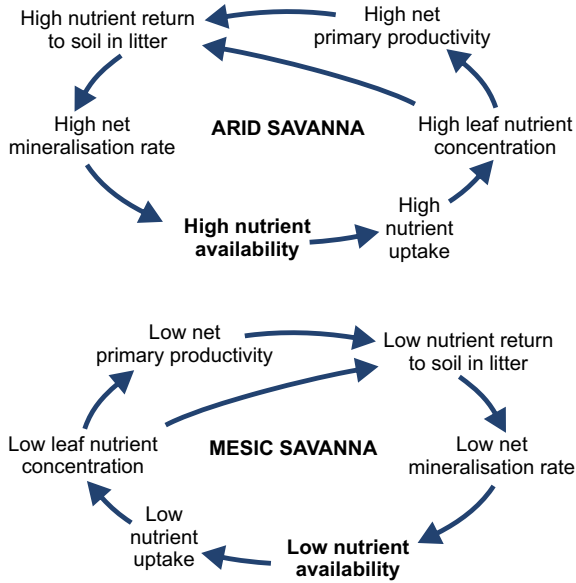 High nutrient return
to soil in litter
High net
primary productivity
High net
mineralisation rate
ARID SAVANNA
High leaf nutrient
concentration
High nutrient
availability
High
nutrient
uptake
Low net
primary productivity
Low nutrient return
to soil in litter
Low leaf nutrient
concentration
MESIC SAVANNA
Low net
mineralisation rate
Low
nutrient
uptake
Low nutrient
availability